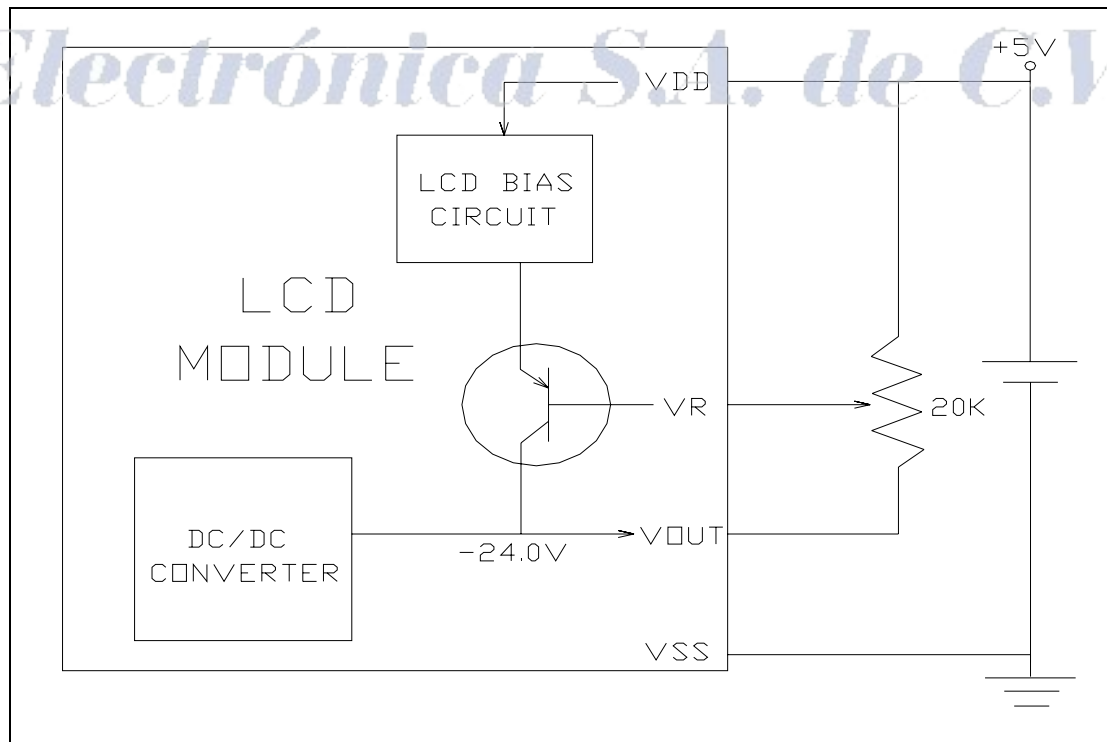 Electrónica S.A. de C.V
+5V
VDD
LCD BIAS
CIRCUIT
LCD
MODULE
VR
20K
DC/DC
CONVERTER
-24.0V
VOUT
VSS